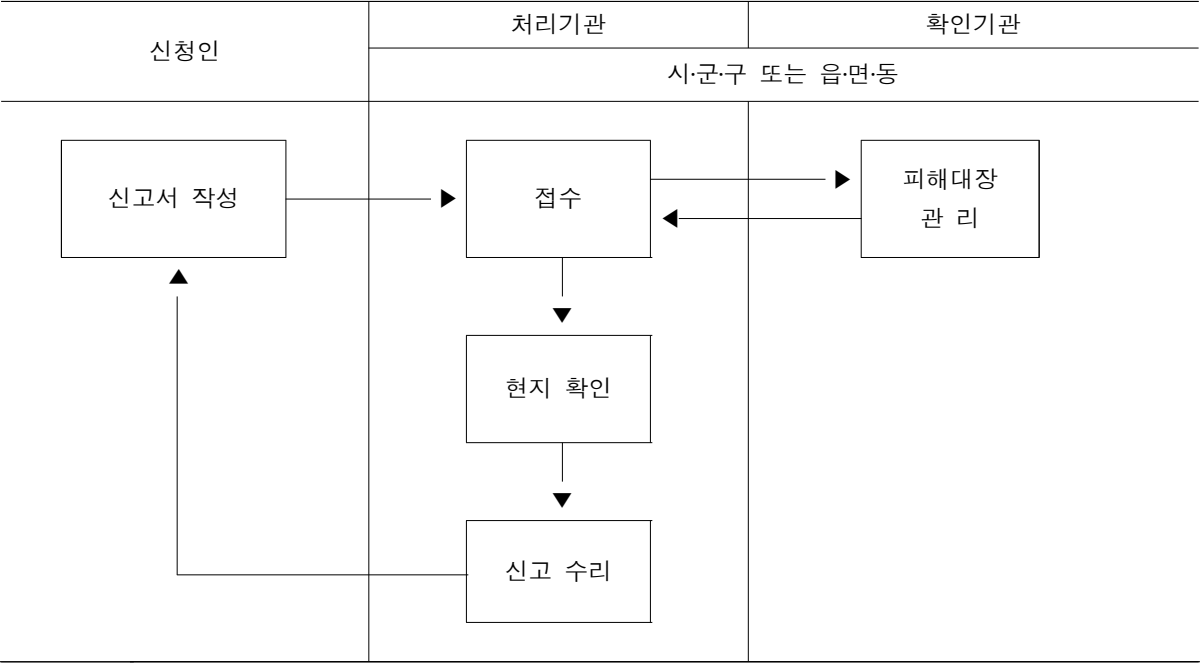 신청인
처리기관
확인기관
시·군·구 또는 읍·면·동
신고서 작성
접수
피해대장
관 리
현지 확인
신고 수리